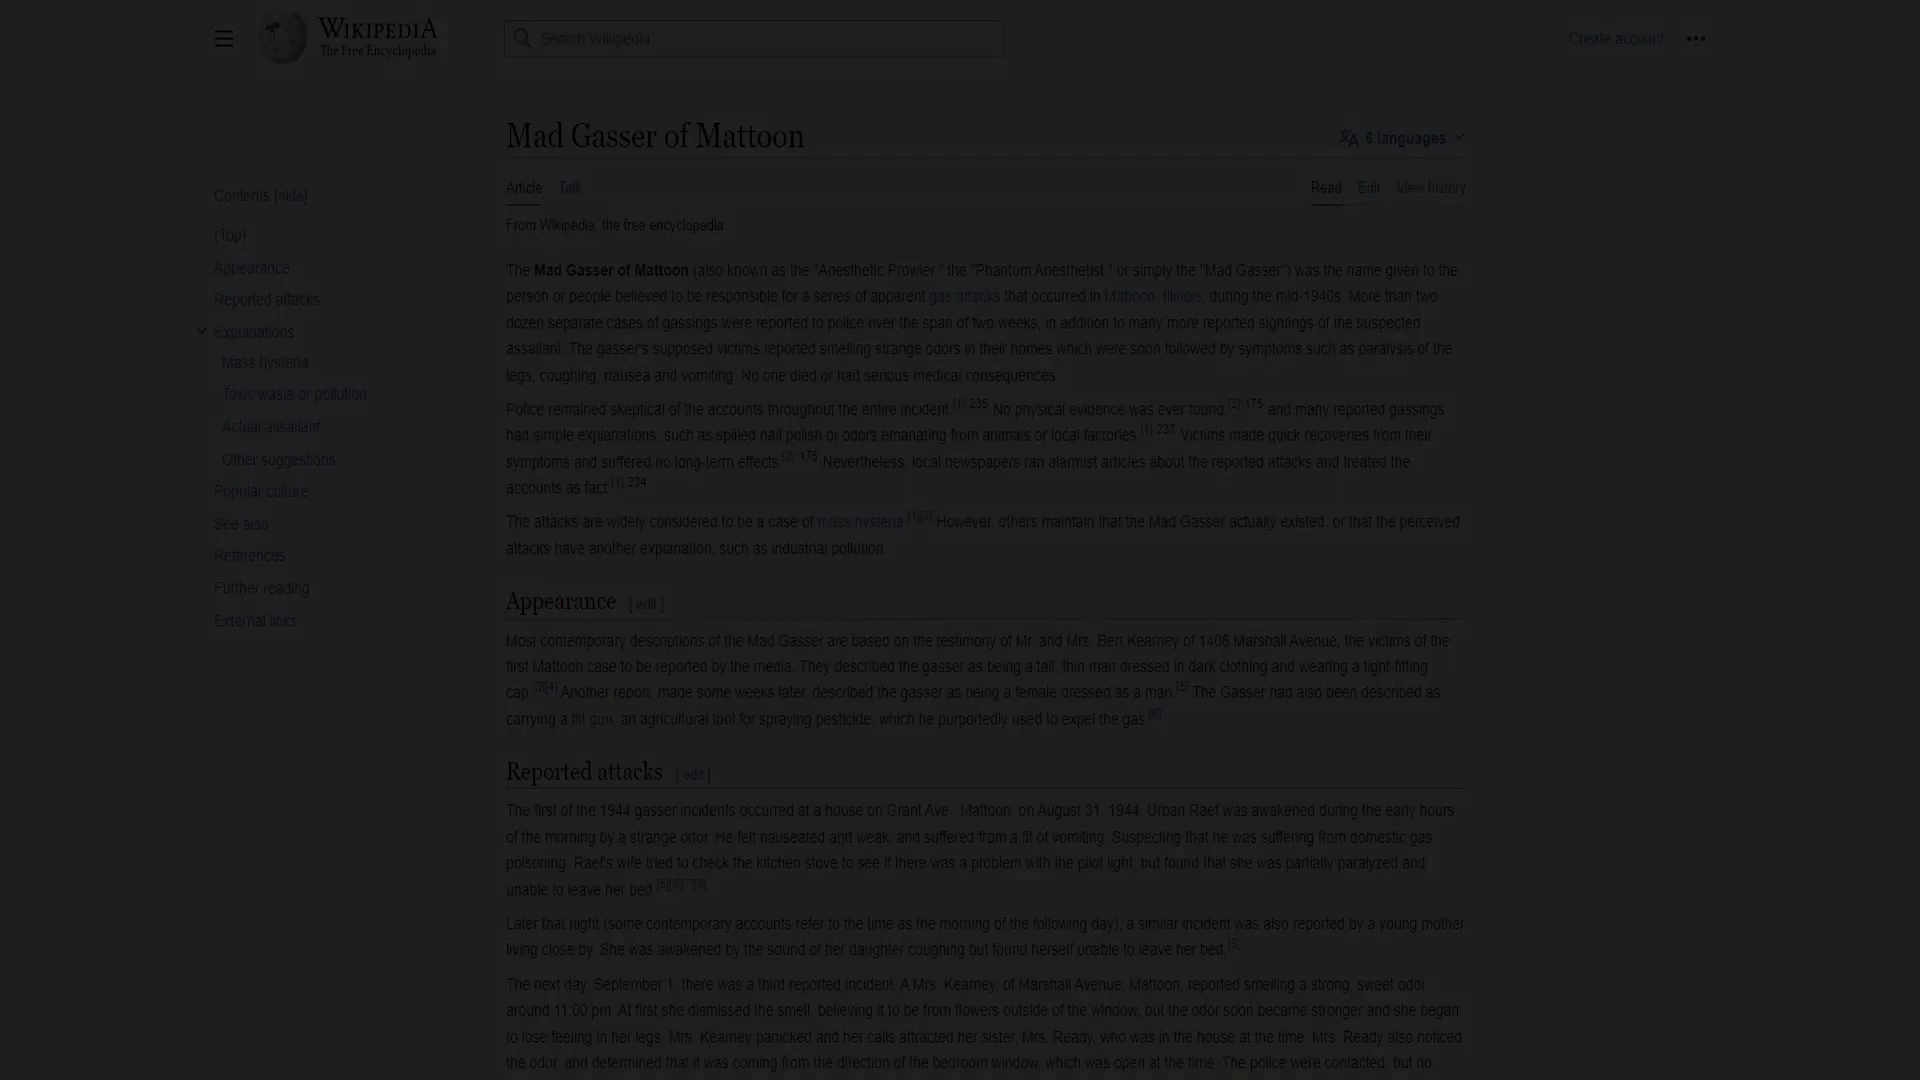 WIKIPEDIA
The Free Encyclopedia
Search Wikipedia
Create account
Mad Gasser of Mattoon
6 languages
Article Talk
Read Edit View history
From Wikipedia, the free encyclopedia
Contents [hide]
(Top)
Appearance
Reported attacks
Explanations
Mass hysteria
Toxic waste or pollution
Actual assailant
Other suggestions
Popular culture
See also
References
Further reading
External links
The Mad Gasser of Mattoon (also known as the "Anesthetic Prowler," the "Phantom Anesthetist," or simply the "Mad Gasser") was the name given to the
person or people believed to be responsible for a series of apparent gas attacks that occurred in Mattoon, Illinois, during the mid-1940s. More than two
dozen separate cases of gassings were reported to police over the span of two weeks, in addition to many more reported sightings of the suspected
assailant. The gasser's supposed victims reported smelling strange odors in their homes which were soon followed by symptoms such as paralysis of the
legs, coughing, nausea and vomiting. No one died or had serious medical consequences.
Police remained skeptical of the accounts throughout the entire incident.[1]:235 No physical evidence was ever found,[2]:175 and many reported gassings
had simple explanations, such as spilled nail polish or odors emanating from animals or local factories.[1]:237 Victims made quick recoveries from their
symptoms and suffered no long-term effects.[2]:175 Nevertheless, local newspapers ran alarmist articles about the reported attacks and treated the
accounts as fact.[1]:234
The attacks are widely considered to be a case of mass hysteria.[1][2] However, others maintain that the Mad Gasser actually existed, or that the perceived
attacks have another explanation, such as industrial pollution.
Appearance [ edit ]
Most contemporary descriptions of the Mad Gasser are based on the testimony of Mr. and Mrs. Bert Kearney of 1408 Marshall Avenue, the victims of the
first Mattoon case to be reported by the media. They described the gasser as being a tall, thin man dressed in dark clothing and wearing a tight-fitting
cap.[3][4] Another report, made some weeks later, described the gasser as being a female dressed as a man.[5] The Gasser had also been described as
carrying a flit gun, an agricultural tool for spraying pesticide, which he purportedly used to expel the gas.[6]
Reported attacks [ edit ]
The first of the 1944 gasser incidents occurred at a house on Grant Ave., Mattoon, on August 31, 1944. Urban Raef was awakened during the early hours
of the morning by a strange odor. He felt nauseated and weak, and suffered from a fit of vomiting. Suspecting that he was suffering from domestic gas
poisoning, Raef's wife tried to check the kitchen stove to see if there was a problem with the pilot light, but found that she was partially paralyzed and
unable to leave her bed.
Later that night (some contemporary accounts refer to the time as the morning of the following day), a similar incident was also reported by a young mother
living close by. She was awakened by the sound of her daughter coughing but found herself unable to leave her bed.[5]
The next day, September 1, there was a third reported incident. A Mrs. Kearney, of Marshall Avenue, Mattoon, reported smelling a strong, sweet odor
around 11:00 pm. At first she dismissed the smell, believing it to be from flowers outside of the window, but the odor soon became stronger and she began
to lose feeling in her legs. Mrs. Kearney panicked and her calls attracted her sister, Mrs. Ready, who was in the house at the time. Mrs. Ready also noticed
the odor, and determined that it was coming from the direction of the bedroom window, which was open at the time. The police were contacted, but no